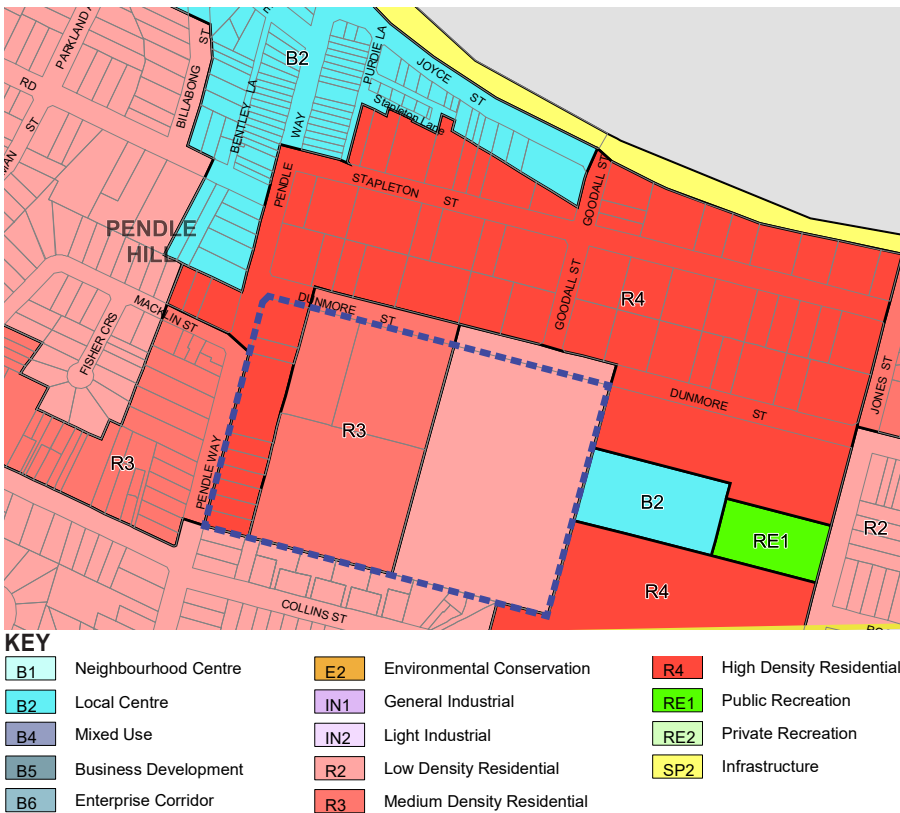 PARKLAND
ST
B2
PURDIE LA
JOYCE
ST
RD
BILLABONG
BENTLEY LA
Stapleton Lane
ST
WAY
MAN
PENDLE
STAPLETON
ST
GOODALL ST
PENDLE
HILL
GOODALL ST
R4
MACKLIN ST
DUNMORE
ST
FISHER CRS
JONES ST
DUNMORE
ST
R3
R3
PENDLE WAY
B2
RE1
R2
R4
COLLINS ST
KEY
B1 Neighbourhood Centre
B2 Local Centre
B4 Mixed Use
B5 Business Development
B6 Enterprise Corridor
E2 Environmental Conservation
IN1 General Industrial
IN2 Light Industrial
R2 Low Density Residential
R3 Medium Density Residential
R4 High Density Residential
RE1 Public Recreation
RE2 Private Recreation
SP2 Infrastructure